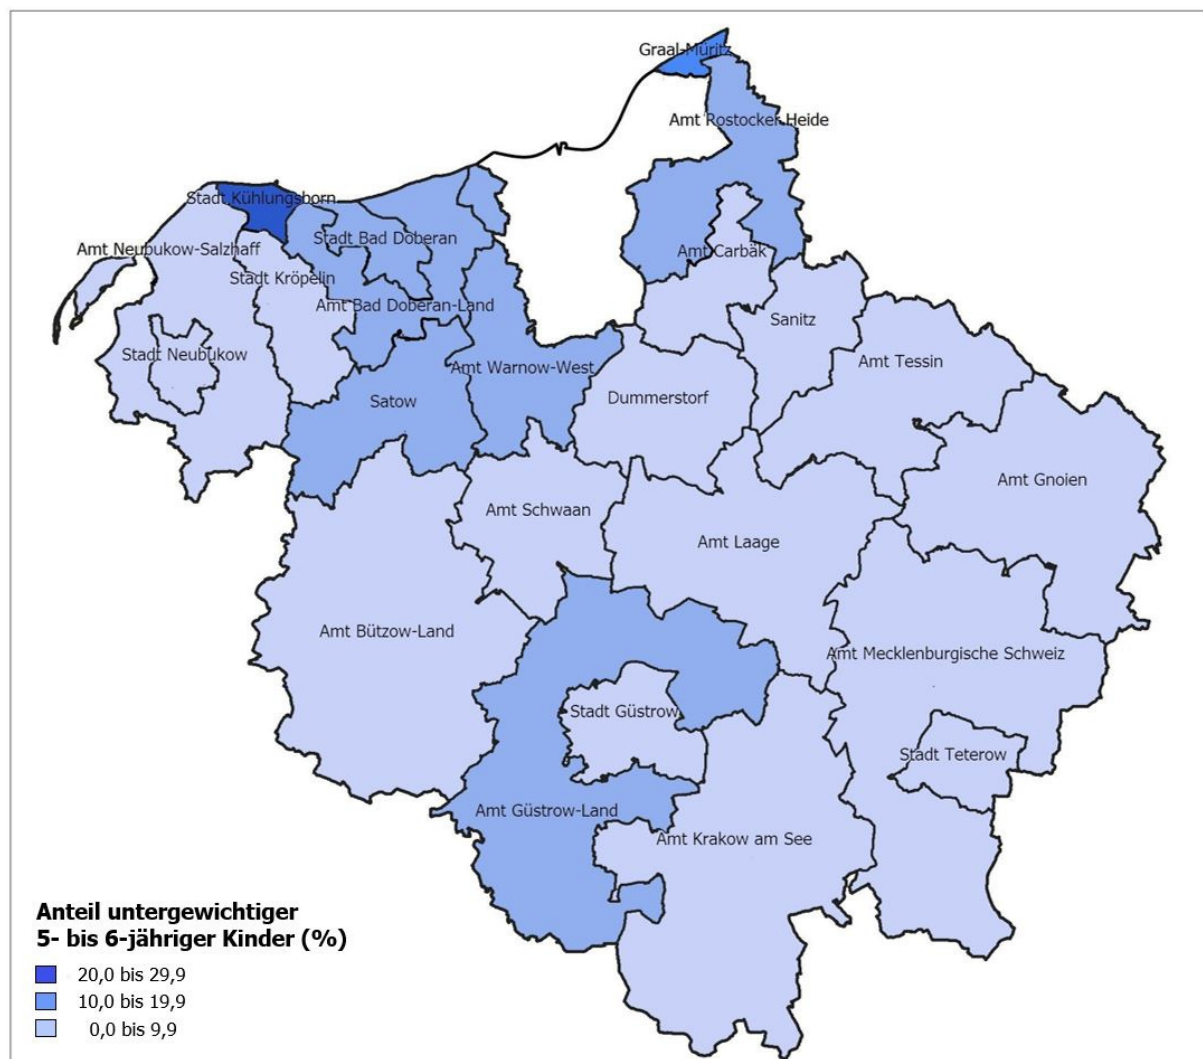 Graal-Müritz
Amt Rostocker Heide
Stadt Kühlungsborn
Stadt Bad Doberan
Amt Neubukow-Salzhaff
Amt Carbäk
Stadt Kröpelin
Amt Bad Doberan-Land
Sanitz
Stadt Neubukow
Amt Warnow-West
Amt Tessin
Satow
Dummerstorf
Amt Gnoien
Amt Schwaan
Amt Laage
Amt Bützow-Land
Amt Mecklenburgische Schweiz
Stadt Güstrow
Stadt Teterow
Amt Güstrow-Land
Amt Krakow am See
Anteil untergewichtiger
5- bis 6-jähriger Kinder (%)
20,0 bis 29,9
10,0 bis 19,9
0,0 bis 9,9